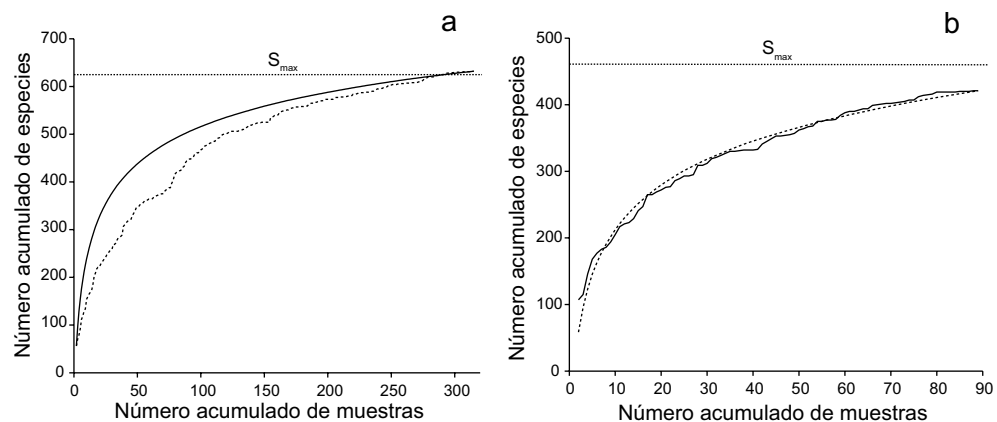 a
700
600
500
400
300
200
100
0
Smax
0 50 100 150 200 250 300
Número acumulado de especies
Número acumulado de muestras
b
500
400
300
200
100
0
Smax
0 10 20 30 40 50 60 70 80 90
Número acumulado de especies
Número acumulado de muestras